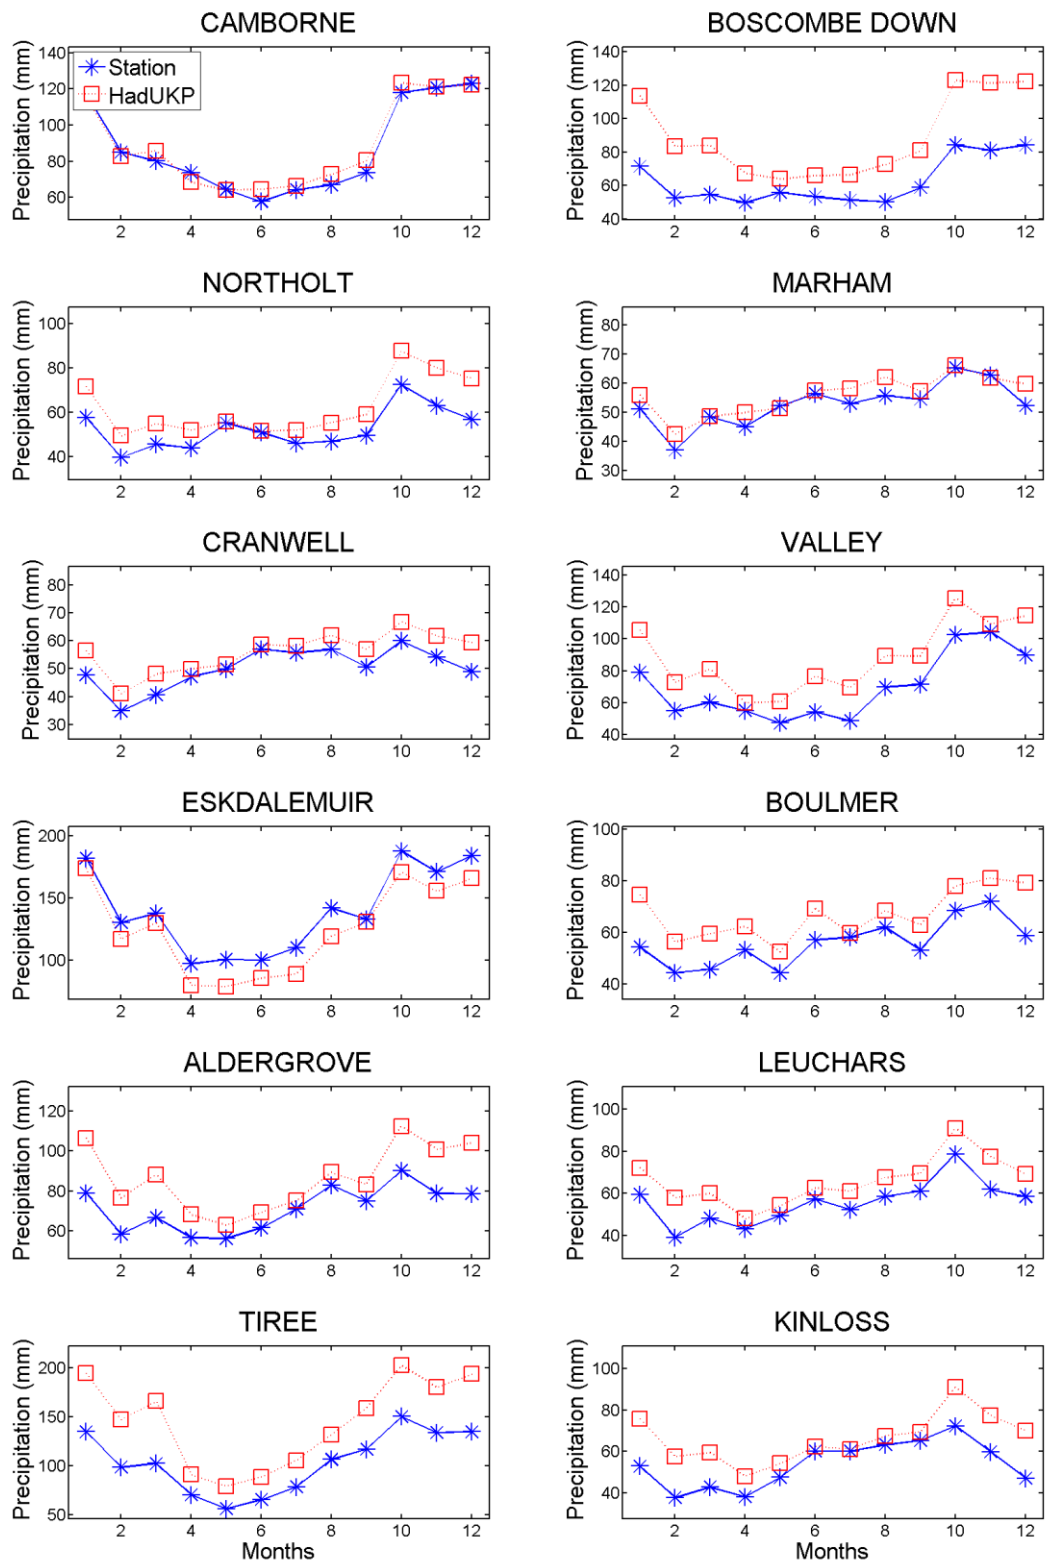 CAMBORNE
Precipitation (mm)
140
120
100
80
60
Station
HadUKP
2 4 6 8 10 12
BOSCOMBE DOWN
Precipitation (mm)
140
120
100
80
60
40
2 4 6 8 10 12
NORTHOLT
Precipitation (mm)
100
80
60
40
2 4 6 8 10 12
MARHAM
Precipitation (mm)
80
70
60
50
40
30
2 4 6 8 10 12
CRANWELL
Precipitation (mm)
80
70
60
50
40
30
2 4 6 8 10 12
VALLEY
Precipitation (mm)
140
120
100
80
60
40
2 4 6 8 10 12
ESKDALEMUIR
Precipitation (mm)
200
150
100
2 4 6 8 10 12
BOULMER
Precipitation (mm)
100
80
60
40
2 4 6 8 10 12
ALDERGROVE
Precipitation (mm)
120
100
80
60
2 4 6 8 10 12
LEUCHARS
Precipitation (mm)
100
80
60
40
2 4 6 8 10 12
TIREE
Precipitation (mm)
200
150
100
50
2 4 6 8 10 12
Months
KINLOSS
Precipitation (mm)
100
80
60
40
2 4 6 8 10 12
Months